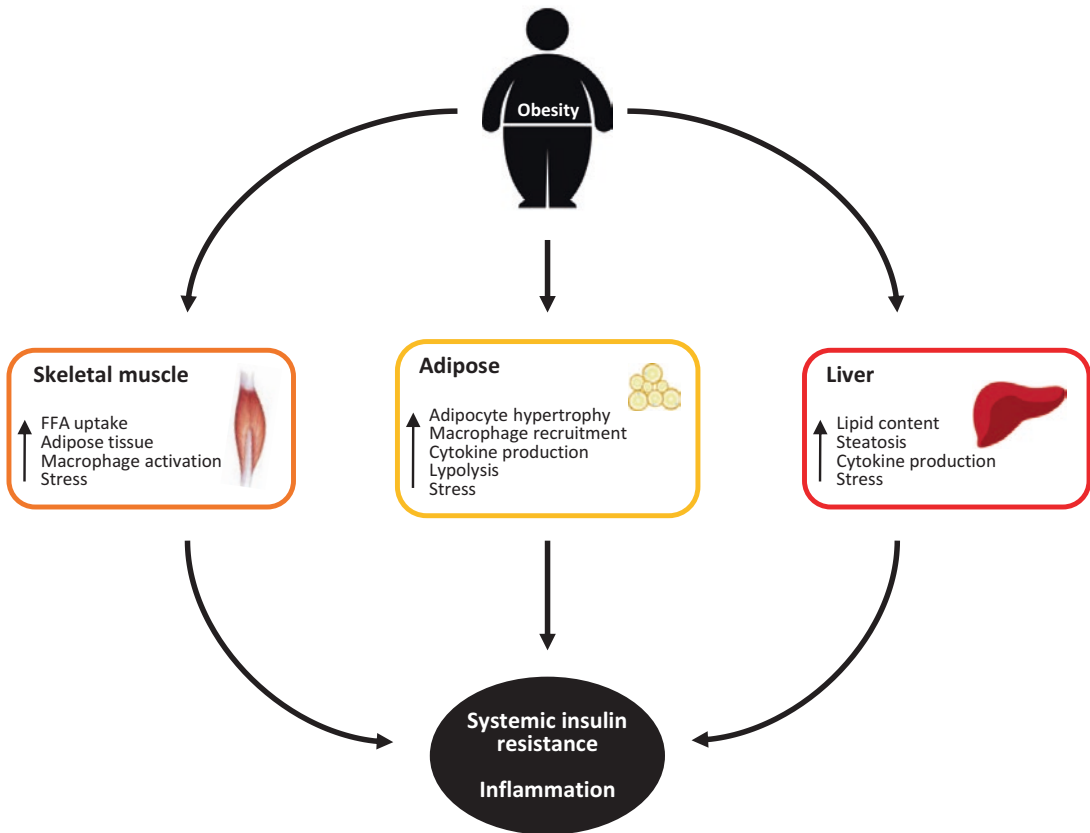 Obesity
Skeletal muscle
FFA uptake
Adipose tissue
Macrophage activation
Stress
Adipose
Adipocyte hypertrophy
Macrophage recruitment
Cytokine production
Lypolysis
Stress
Liver
Lipid content
Steatosis
Cytokine production
Stress
Systemic insulin
resistance
Inflammation